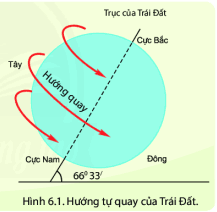 Trục của Trái Đất
Cực Bắc
Tây
Hướng quay
Cực Nam
Đông
66⁰ 33′
Hình 6.1. Hướng tự quay của Trái Đất.